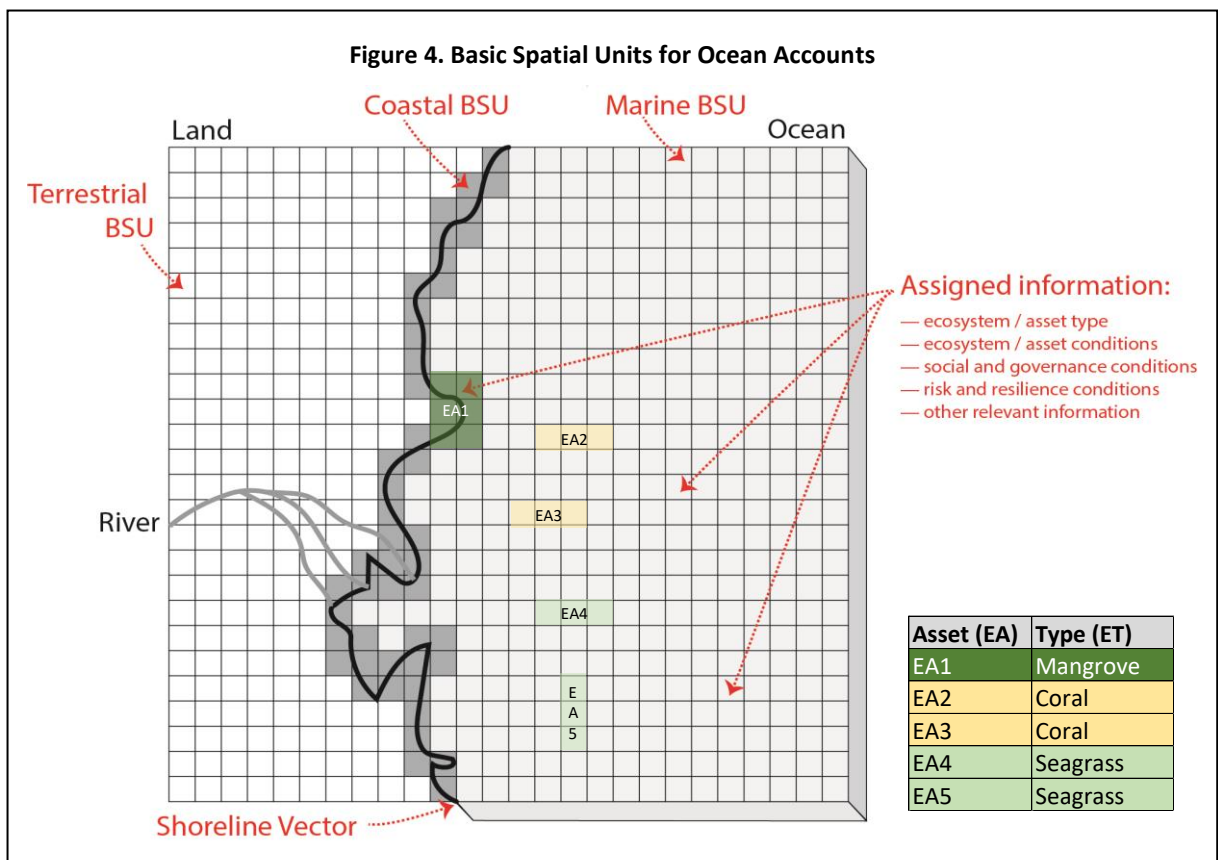 Figure 4. Basic Spatial Units for Ocean Accounts
Coastal BSU
Marine BSU
Land
Ocean
Terrestrial
BSU
Assigned information:
— ecosystem / asset type
— ecosystem / asset conditions
— social and governance conditions
— risk and resilience conditions
— other relevant information
EA1
EA2
EA3
River
EA4
E
A
5
Asset (EA) Type (ET)
EA1 Mangrove
EA2 Coral
EA3 Coral
EA4 Seagrass
EA5 Seagrass
Shoreline Vector